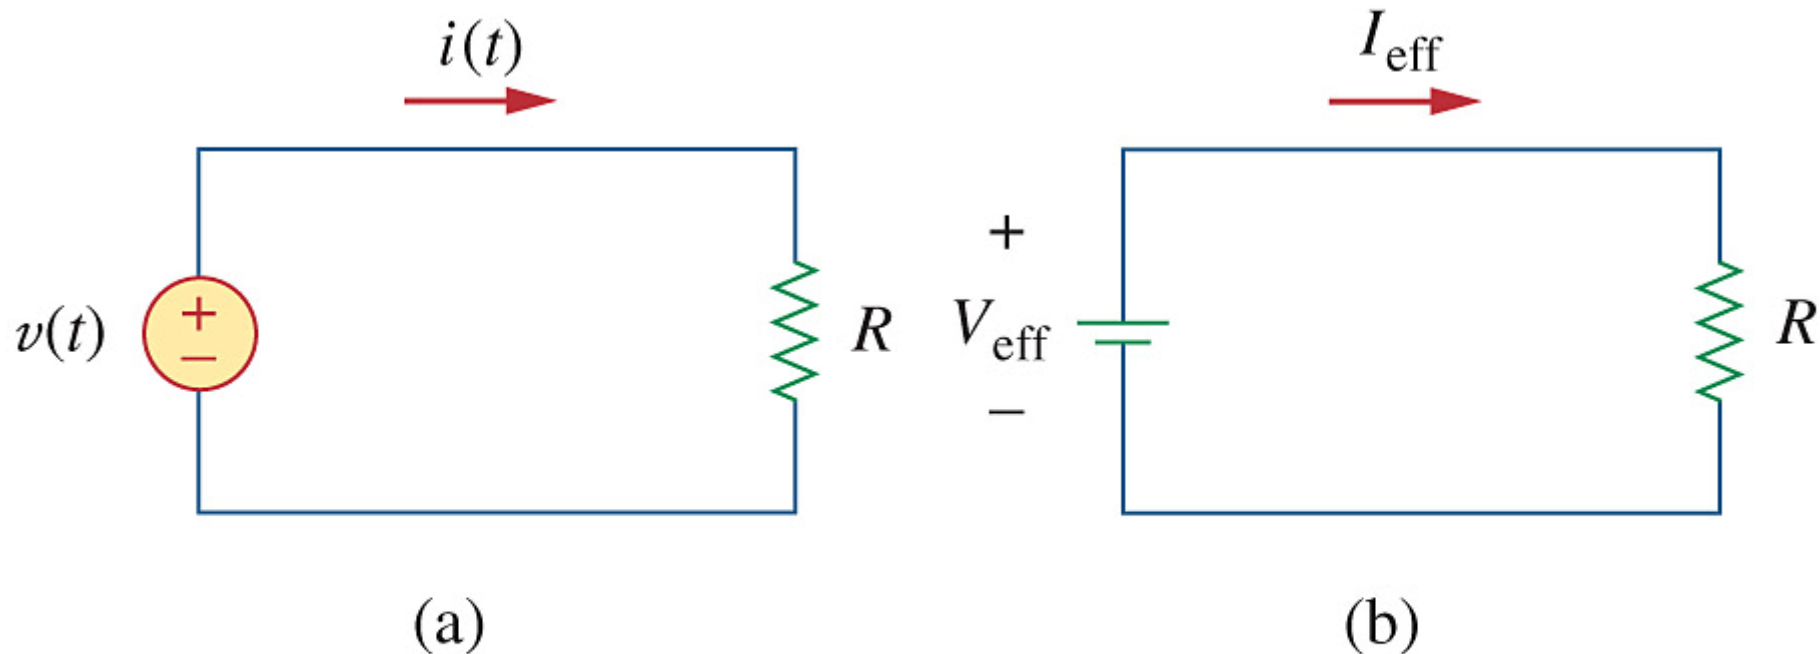 i(t)
I_eff
+
−
v(t)
R
+
V_eff
−
R
(a)
(b)